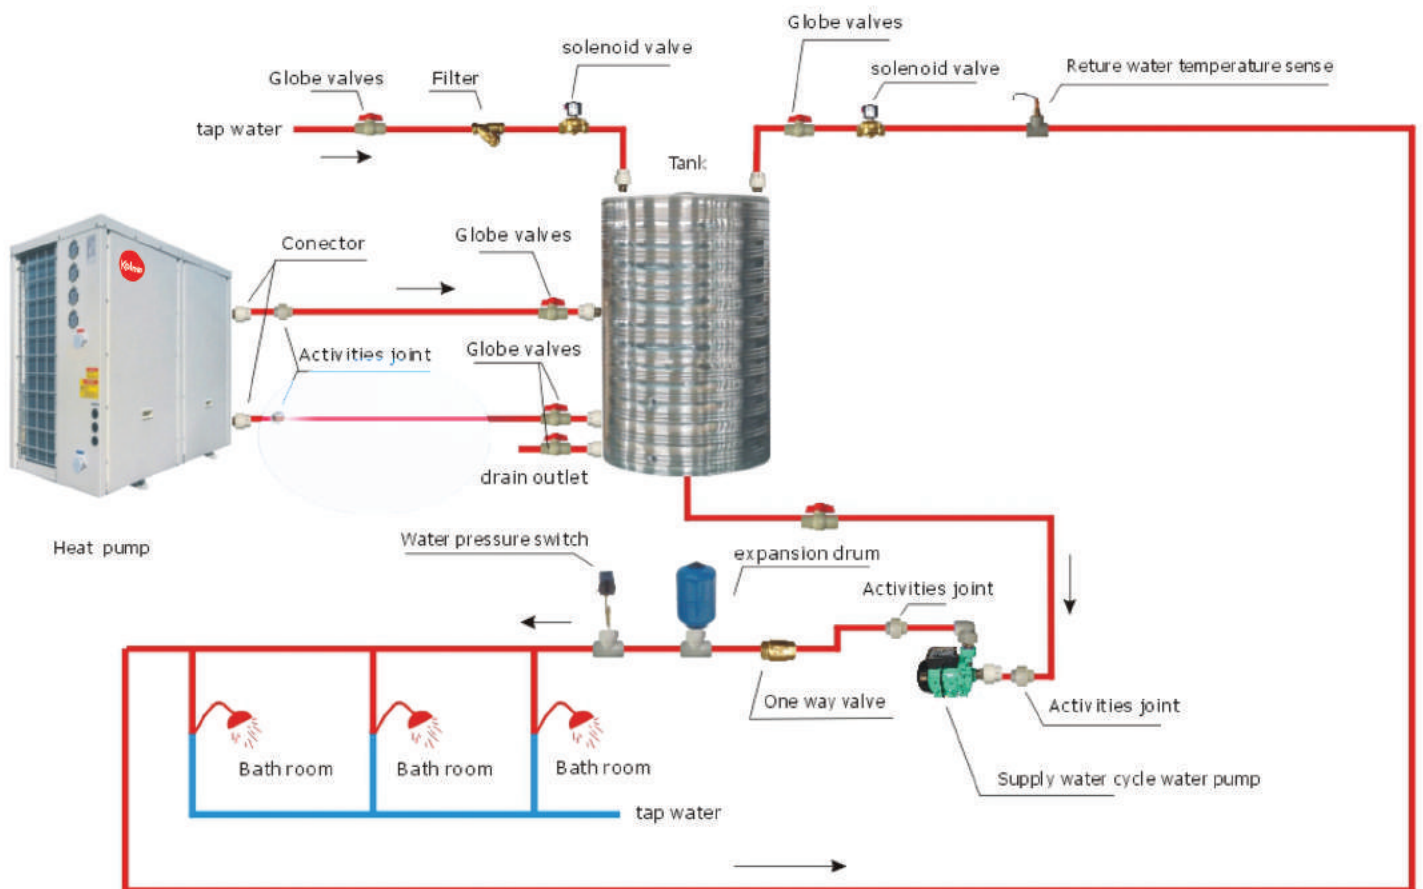 Globe valves
solenoid valve
Globe valves
Filter
solenoid valve
Reture water temperature sense
tap water
Tank
Conector
Globe valves
Activities joint
Globe valves
drain outlet
Heat pump
Water pressure switch
expansion drum
Activities joint
One way valve
Activities joint
Bath room
Bath room
Bath room
Supply water cycle water pump
tap water